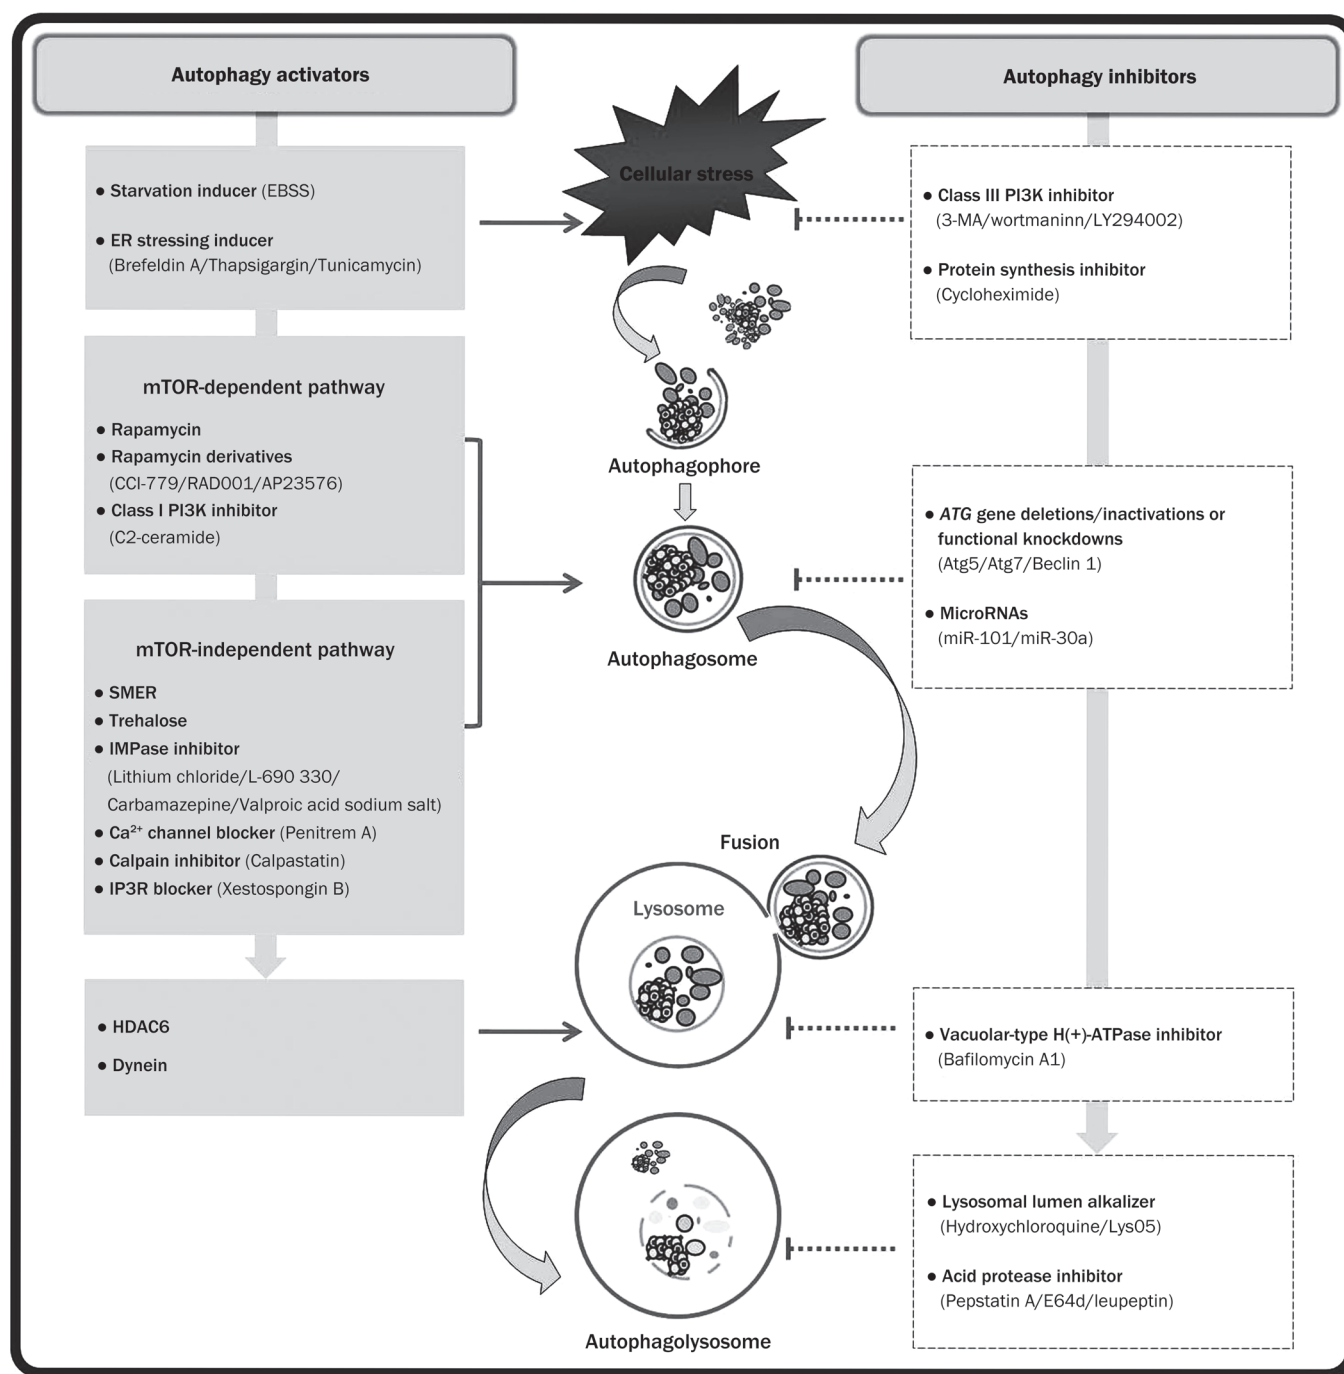 Autophagy activators
● Starvation inducer (EBSS)
● ER stressing inducer
(Brefeldin A/Thapsigargin/Tunicamycin)
mTOR-dependent pathway
● Rapamycin
● Rapamycin derivatives
(CCI-779/RAD001/AP23576)
● Class I PI3K inhibitor
(C2-ceramide)
mTOR-independent pathway
● SMER
● Trehalose
● IMPase inhibitor
(Lithium chloride/L-690 330/
Carbamazepine/Valproic acid sodium salt)
● Ca²⁺ channel blocker (Penitrem A)
● Calpain inhibitor (Calpastatin)
● IP3R blocker (Xestospongin B)
● HDAC6
● Dynein
Cellular stress
Autophagophore
Autophagosome
Fusion
Lysosome
Autophagolysosome
Autophagy inhibitors
● Class III PI3K inhibitor
(3-MA/wortmaninn/LY294002)
● Protein synthesis inhibitor
(Cycloheximide)
● ATG gene deletions/inactivations or
functional knockdowns
(Atg5/Atg7/Beclin 1)
● MicroRNAs
(miR-101/miR-30a)
● Vacuolar-type H(+)-ATPase inhibitor
(Bafilomycin A1)
● Lysosomal lumen alkalizer
(Hydroxychloroquine/Lys05)
● Acid protease inhibitor
(Pepstatin A/E64d/leupeptin)